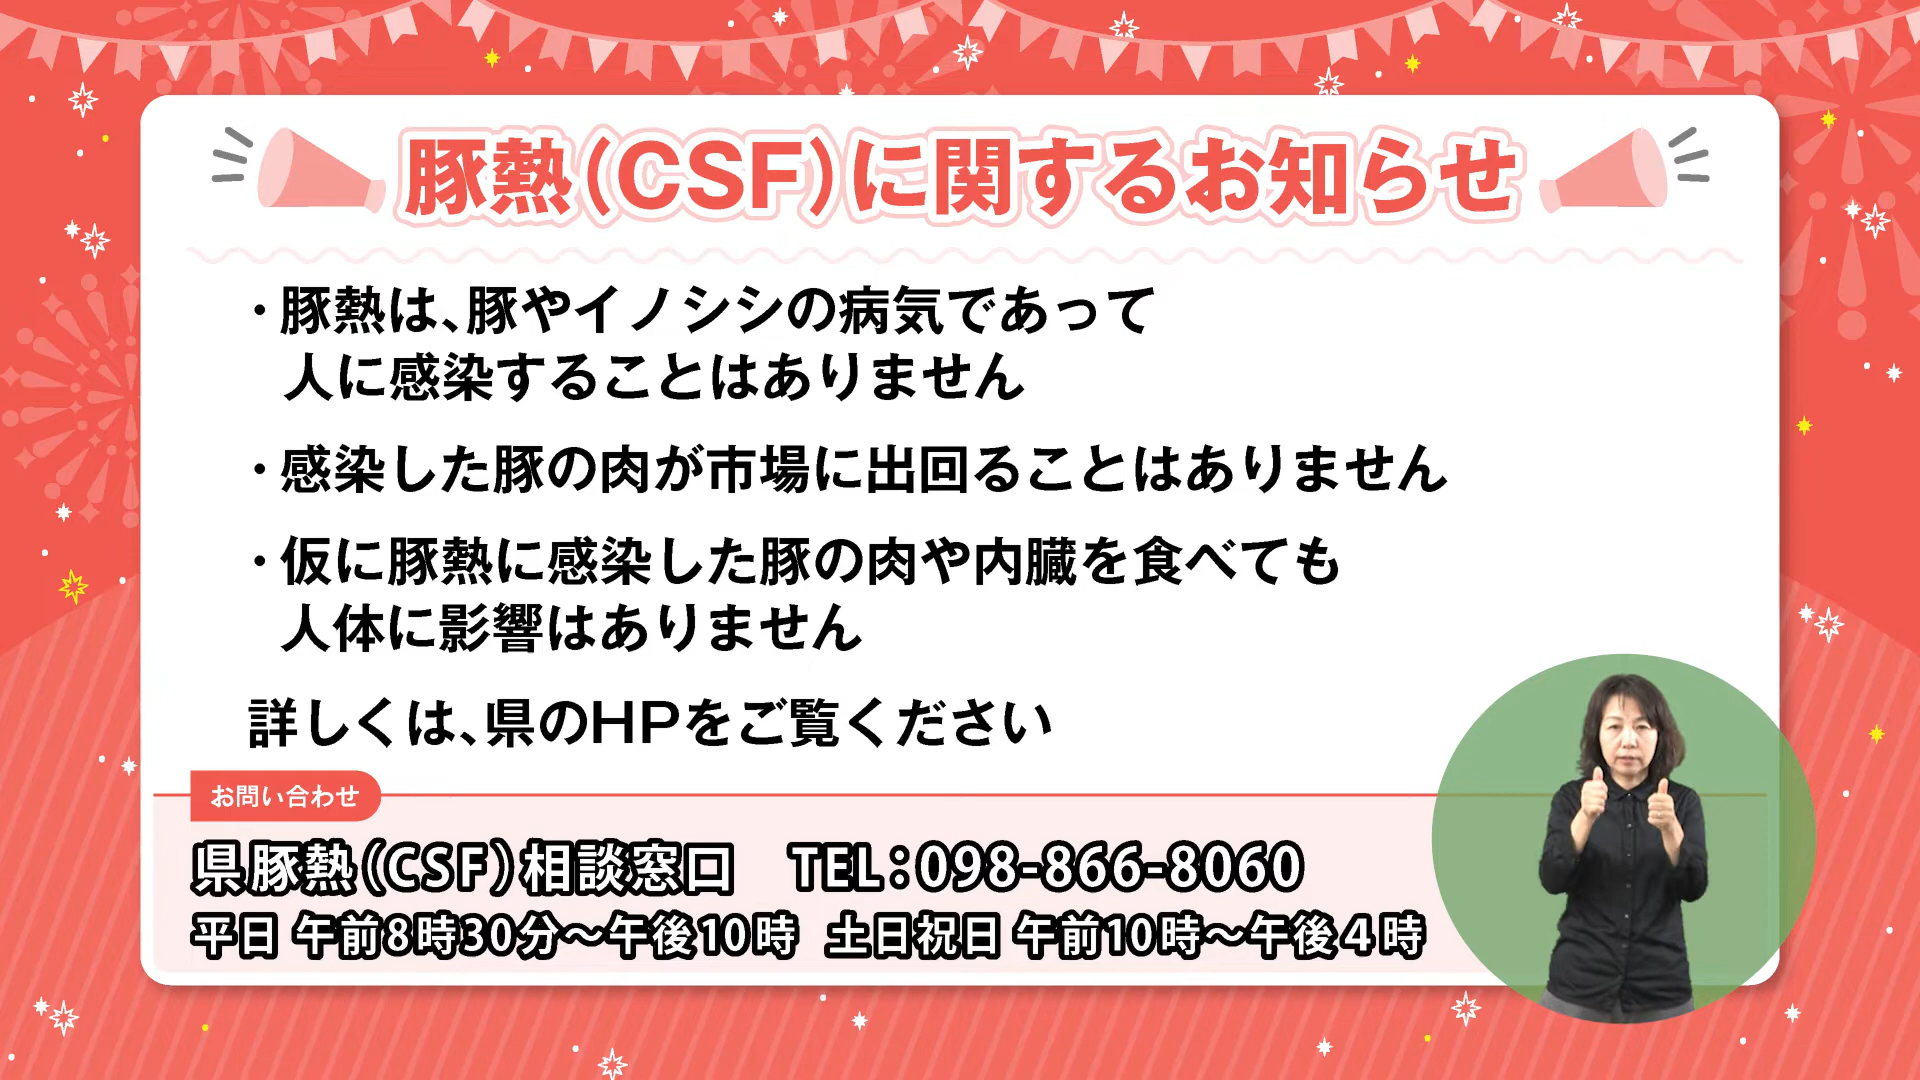 豚熱(CSF)に関するお知らせ
・豚熱は、豚やイノシシの病気であって
人に感染することはありません
・感染した豚の肉が市場に出回ることはありません
・仮に豚熱に感染した豚の肉や内臓を食べても
人体に影響はありません
詳しくは、県のHPをご覧ください
お問い合わせ
県豚熱(CSF)相談窓口　TEL：098-866-8060
平日 午前8時30分～午後10時　土日祝日 午前10時～午後４時